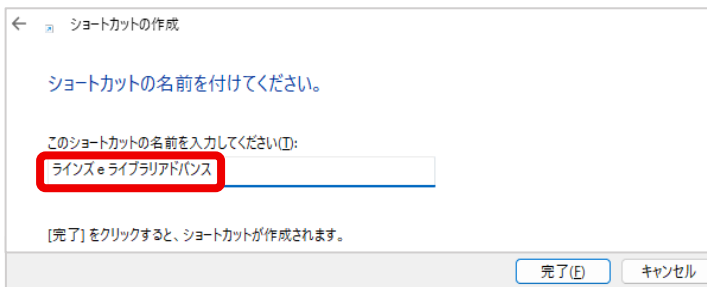 ショートカットの作成
ショートカットの名前を付けてください。
このショートカットの名前を入力してください(T):
ラインズｅライブラリアドバンス
[完了] をクリックすると、ショートカットが作成されます。
完了(F)
キャンセル